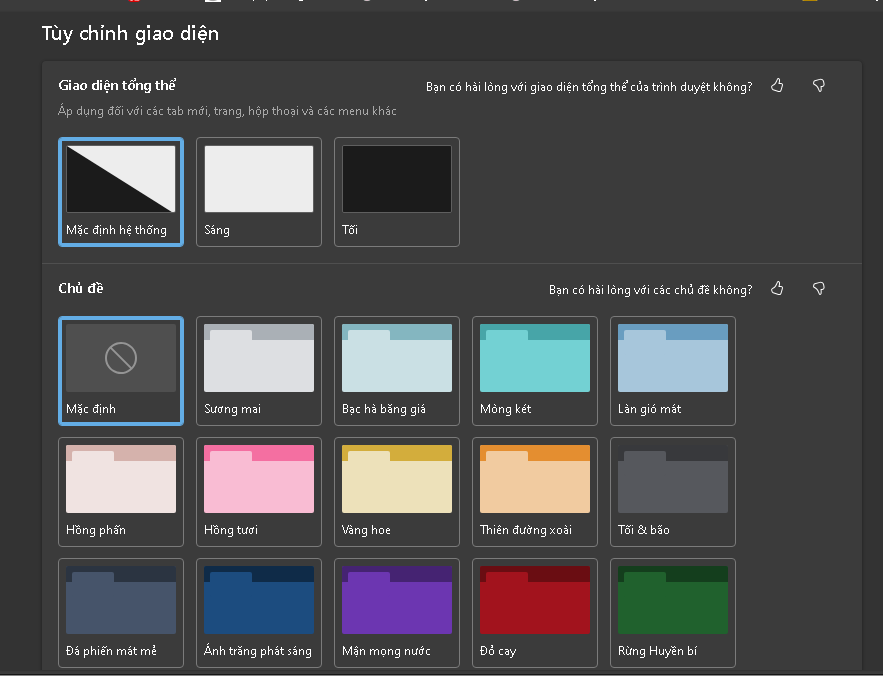 Tùy chỉnh giao diện
Giao diện tổng thể
Bạn có hài lòng với giao diện tổng thể của trình duyệt không?
Áp dụng đối với các tab mới, trang, hộp thoại và các menu khác
Mặc định hệ thống
Sáng
Tối
Chủ đề
Bạn có hài lòng với các chủ đề không?
Mặc định
Sương mai
Bạc hà băng giá
Mòng két
Làn gió mát
Hồng phấn
Hồng tươi
Vàng hoe
Thiên đường xoài
Tối & bão
Đá phiến mát mẻ
Ánh trăng phát sáng
Mận mọng nước
Đỏ cay
Rừng Huyền bí